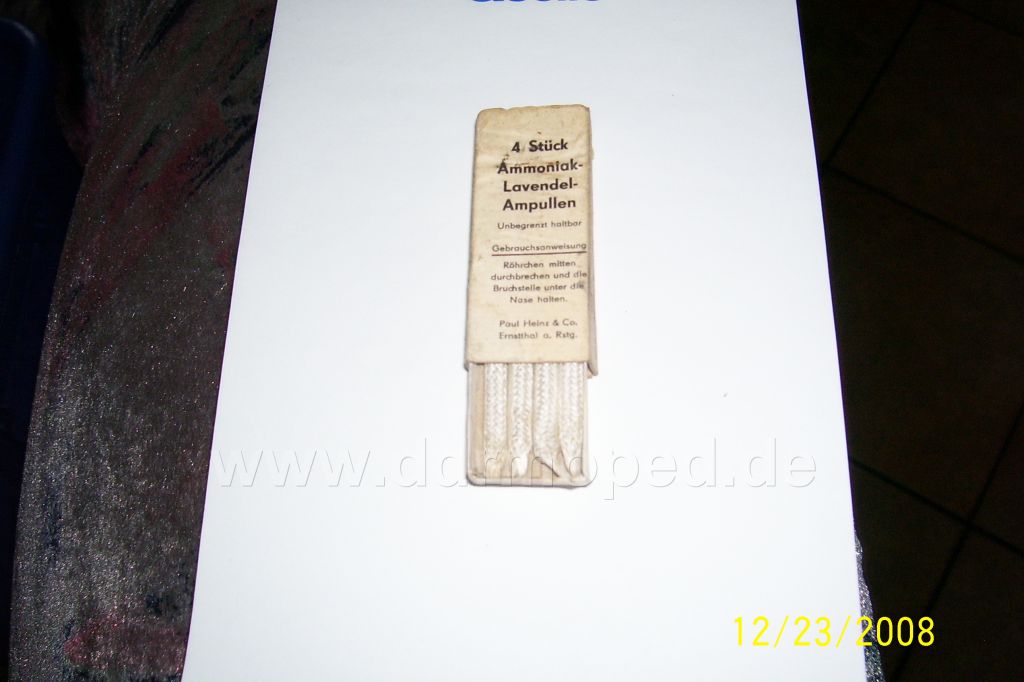 4 Stück
Ammoniak-
Lavendel-
Ampullen
Unbegrenzt haltbar
Gebrauchsanweisung
Röhrchen mitten
durchbrechen und die
Bruchstelle unter die
Nase halten.
Paul Heinz & Co.
Ernstthal a. Rstg.
www.ddrmoped.de
12/23/2008